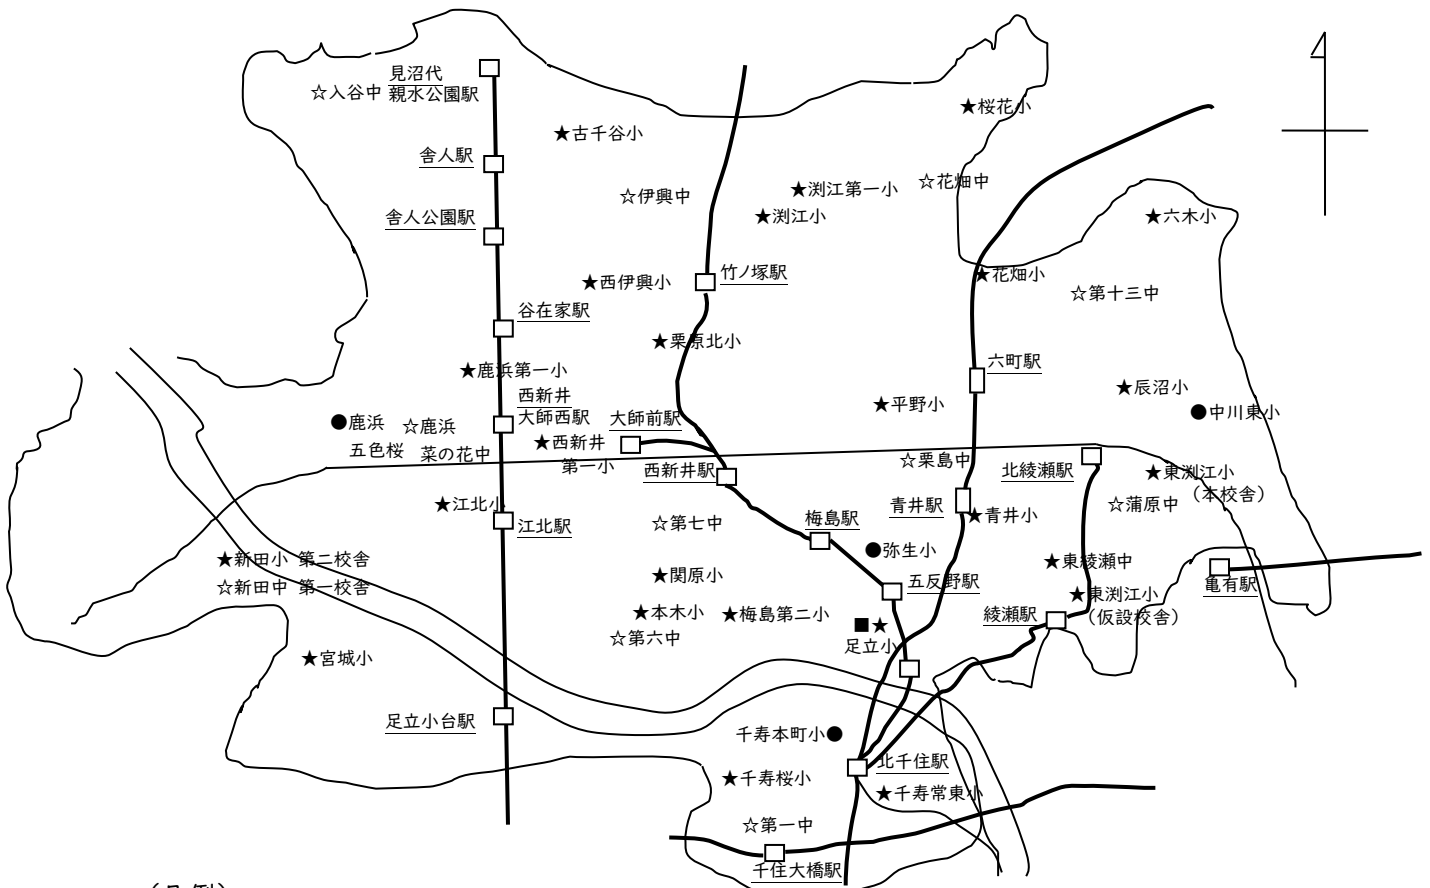 見沼代
親水公園駅
☆入谷中
★桜花小
★古千谷小
舎人駅
☆伊興中
★渕江第一小
☆花畑中
舎人公園駅
★渕江小
★六木小
★西伊興小
竹ノ塚駅
★花畑小
☆第十三中
谷在家駅
★栗原北小
六町駅
★鹿浜第一小
★辰沼小
西新井
大師西駅
大師前駅
★平野小
●中川東小
●鹿浜
五色桜
☆鹿浜
菜の花中
★西新井
第一小
西新井駅
☆栗島中
北綾瀬駅
★東渕江小
（本校舎）
★江北小
江北駅
☆第七中
梅島駅
青井駅
★青井小
☆蒲原中
●弥生小
★新田小 第二校舎
☆新田中 第一校舎
★関原小
五反野駅
★東綾瀬中
亀有駅
★本木小
★梅島第二小
綾瀬駅
★東渕江小
（仮設校舎）
☆第六中
■★
足立小
★宮城小
足立小台駅
千寿本町小●
北千住駅
★千寿桜小
★千寿常東小
☆第一中
千住大橋駅